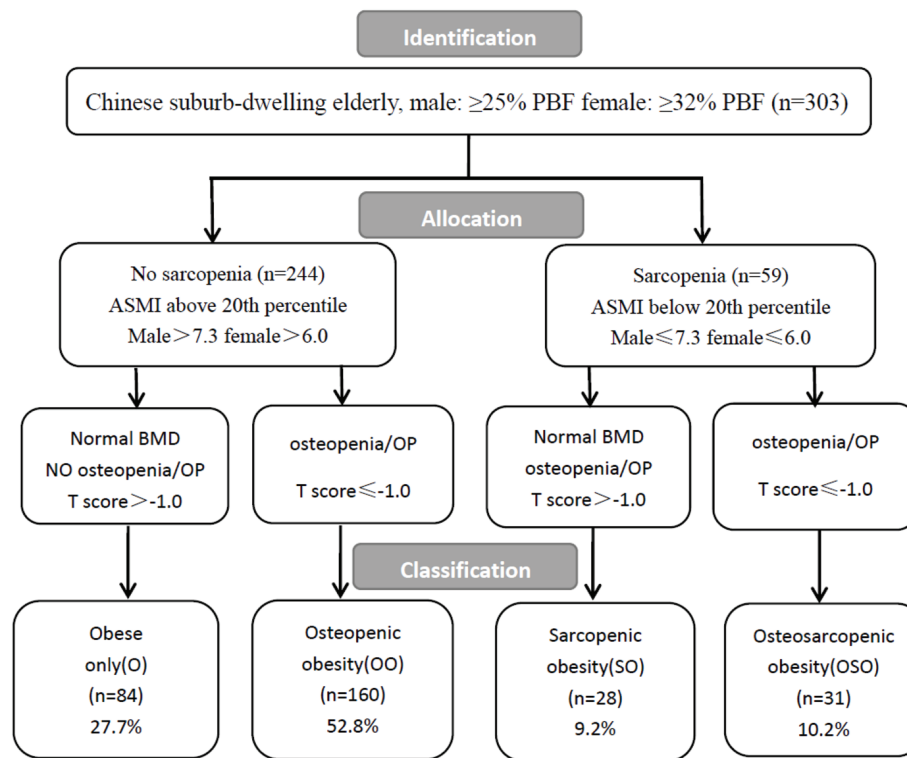 Identification
Chinese suburb-dwelling elderly, male: ≥25% PBF female: ≥32% PBF (n=303)
Allocation
No sarcopenia (n=244)
ASMI above 20th percentile
Male＞7.3 female＞6.0
Sarcopenia (n=59)
ASMI below 20th percentile
Male≤7.3 female≤6.0
Normal BMD
NO osteopenia/OP
T score＞-1.0
osteopenia/OP
T score≤-1.0
Normal BMD
osteopenia/OP
T score＞-1.0
osteopenia/OP
T score≤-1.0
Classification
Obese
only(O)
(n=84)
27.7%
Osteopenic
obesity(OO)
(n=160)
52.8%
Sarcopenic
obesity(SO)
(n=28)
9.2%
Osteosarcopenic
obesity(OSO)
(n=31)
10.2%